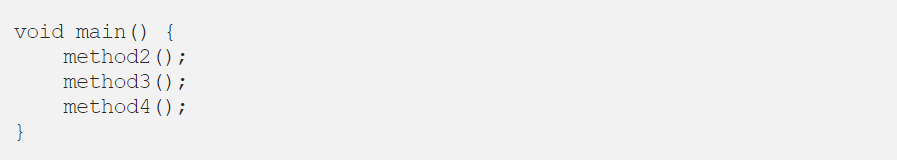 void main() {
    method2();
    method3();
    method4();
}